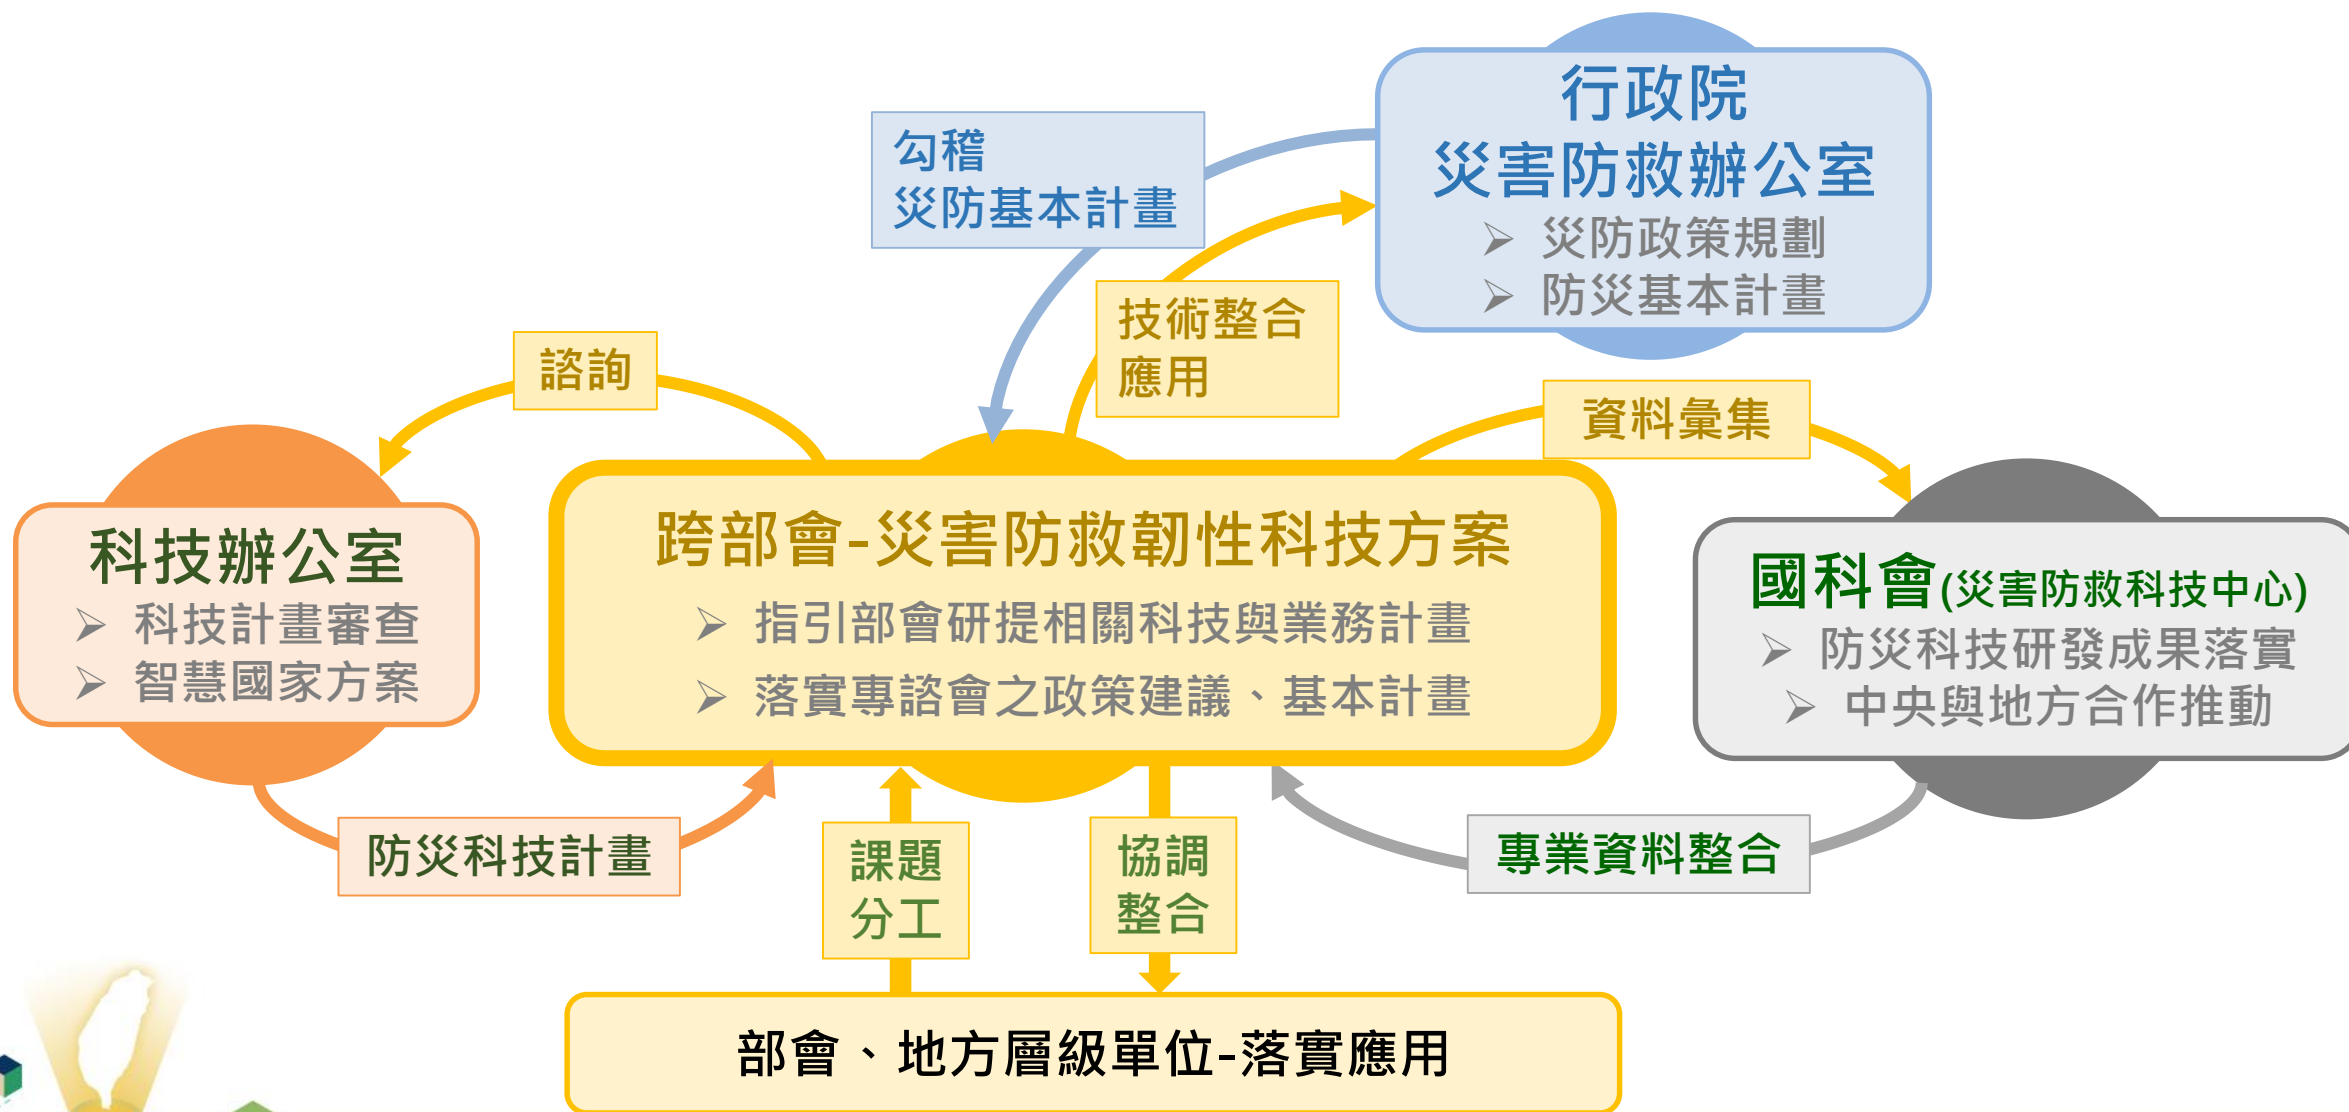 行政院
災害防救辦公室
➢ 災防政策規劃
➢ 防災基本計畫
勾稽
災防基本計畫
技術整合
應用
諮詢
資料彙集
科技辦公室
➢ 科技計畫審查
➢ 智慧國家方案
跨部會-災害防救韌性科技方案
➢ 指引部會研提相關科技與業務計畫
➢ 落實專諮會之政策建議、基本計畫
國科會(災害防救科技中心)
➢ 防災科技研發成果落實
➢ 中央與地方合作推動
防災科技計畫
課題
分工
協調
整合
專業資料整合
部會、地方層級單位-落實應用